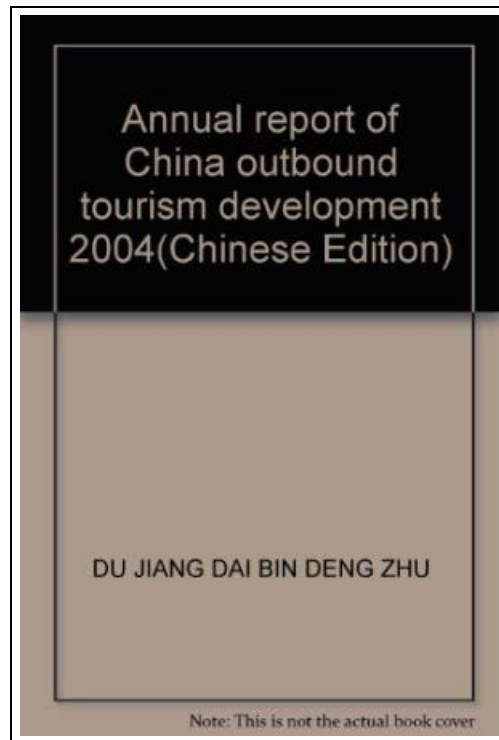 Annual report of
China outbound
tourism development
2004(Chinese Edition)
DU JIANG DAI BIN DENG ZHU
Note: This is not the actual book cover